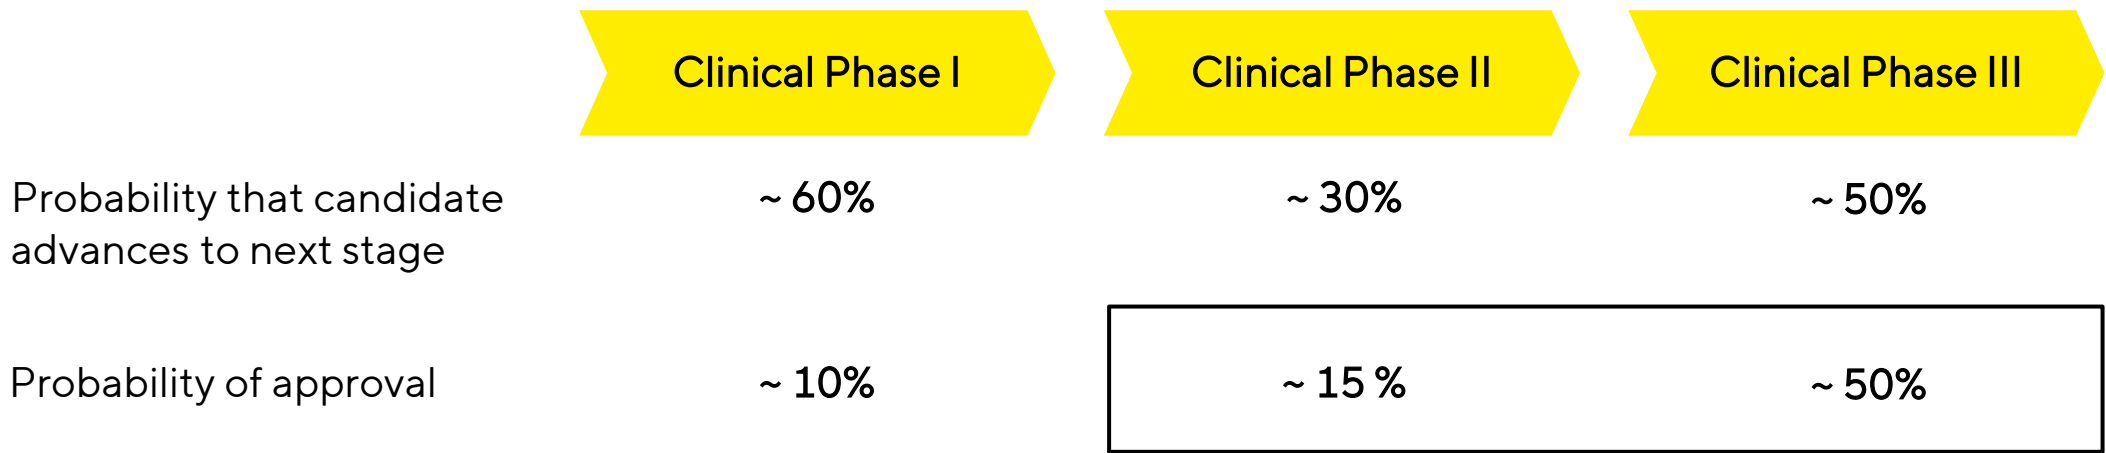 Clinical Phase I
Clinical Phase II
Clinical Phase III
Probability that candidate
advances to next stage
~ 60%
~ 30%
~ 50%
Probability of approval
~ 10%
~ 15 %
~ 50%